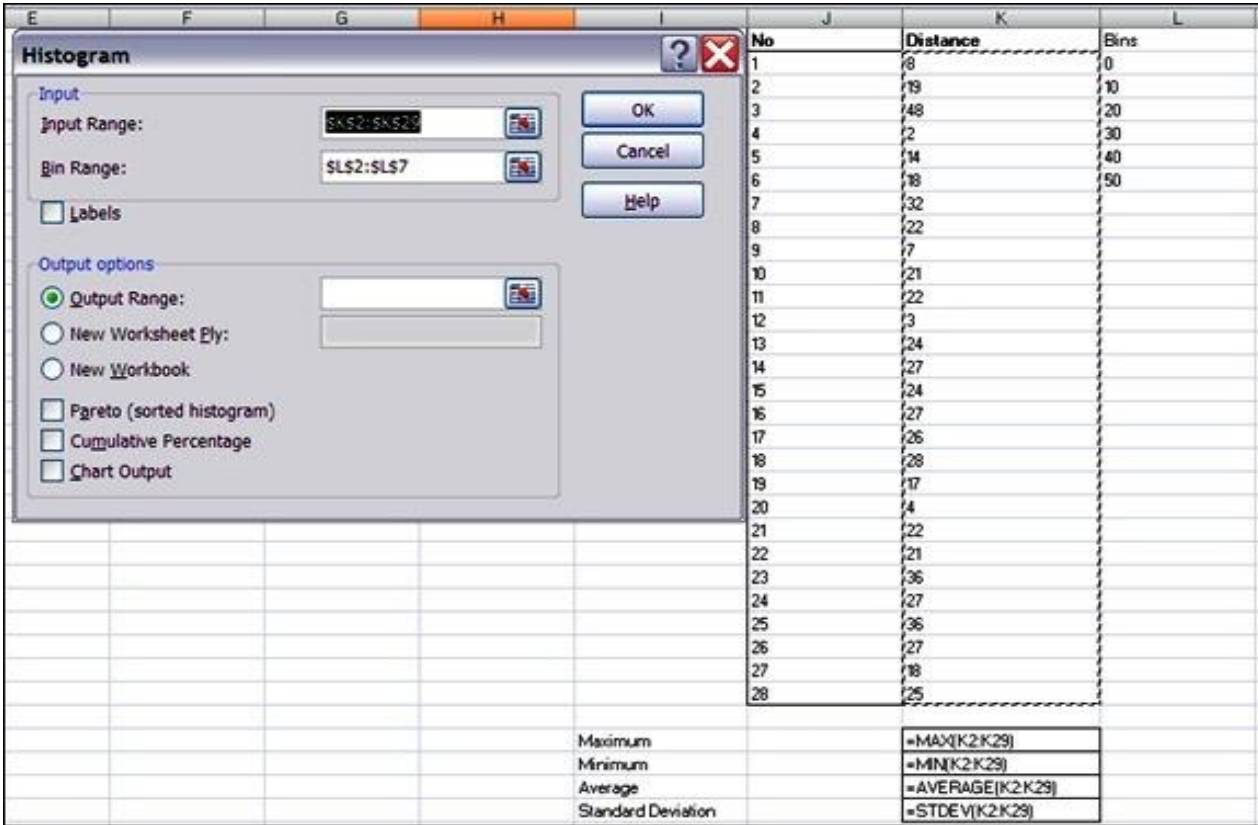 E F G H I J K L
Histogram
Input
Input Range: $K$2:$K$29
Bin Range: $L$2:$L$7
Labels
Output options
Output Range:
New Worksheet Ply:
New Workbook
Pareto (sorted histogram)
Cumulative Percentage
Chart Output
OK
Cancel
Help
No Distance Bins
1 8 0
2 19 10
3 48 20
4 2 30
5 14 40
6 18 50
7 32
8 22
9 7
10 21
11 22
12 3
13 24
14 27
15 24
16 27
17 26
18 28
19 17
20 4
21 22
22 21
23 36
24 27
25 36
26 27
27 18
28 25
Maximum =MAX(K2:K29)
Minimum =MIN(K2:K29)
Average =AVERAGE(K2:K29)
Standard Deviation =STDEV(K2:K29)